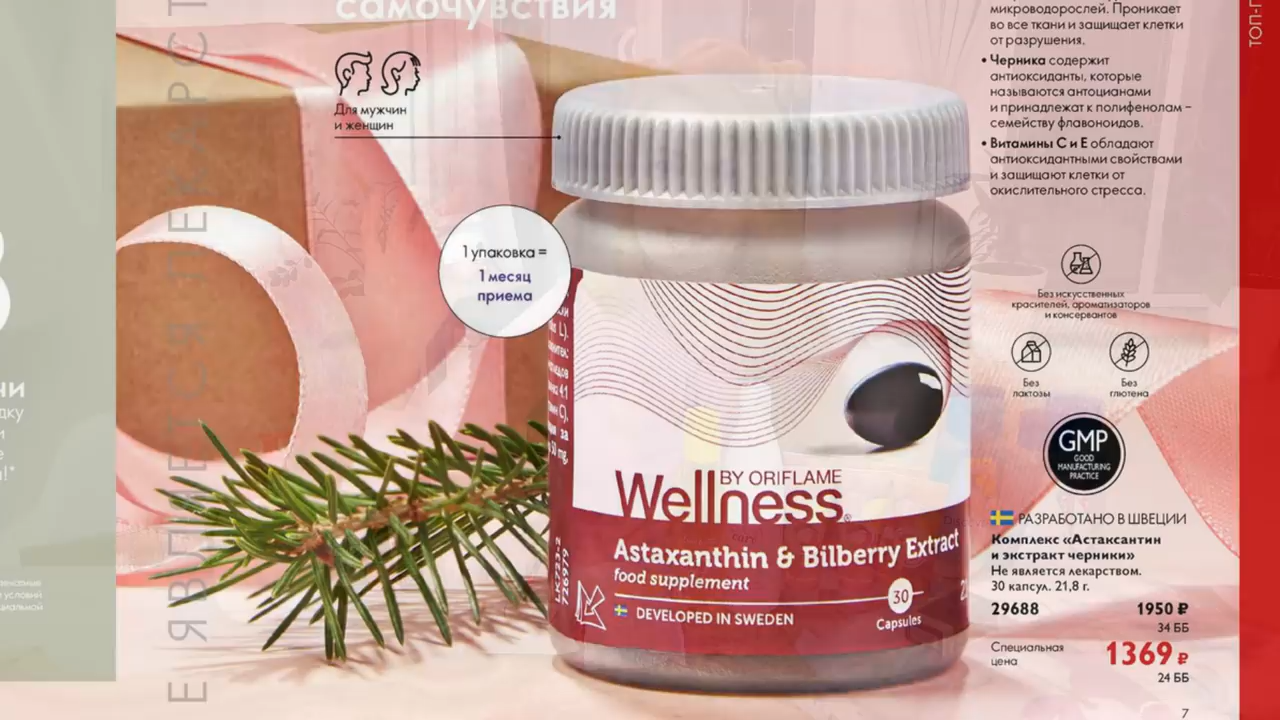 самочувствия
Для мужчин
и женщин
1 упаковка =
1 месяц
приема
микроводорослей. Проникает
во все ткани и защищает клетки
от разрушения.
• Черника содержит
антиоксиданты, которые
называются антоцианами
и принадлежат к полифенолам –
семейству флавоноидов.
• Витамины С и Е обладают
антиоксидантными свойствами
и защищают клетки от
окислительного стресса.
Без искусственных
красителей, ароматизаторов
и консервантов
Без
лактозы
Без
глютена
GMP
GOOD
MANUFACTURING
PRACTICE
РАЗРАБОТАНО В ШВЕЦИИ
Комплекс «Астаксантин
и экстракт черники»
Не является лекарством.
30 капсул. 21,8 г.
29688 1950 ₽
34 ББ
Специальная
цена
1369 ₽
24 ББ
7
BY ORIFLAME
Wellness
Astaxanthin & Bilberry Extract
food supplement
30
Capsules
DEVELOPED IN SWEDEN
LK723-2
726979